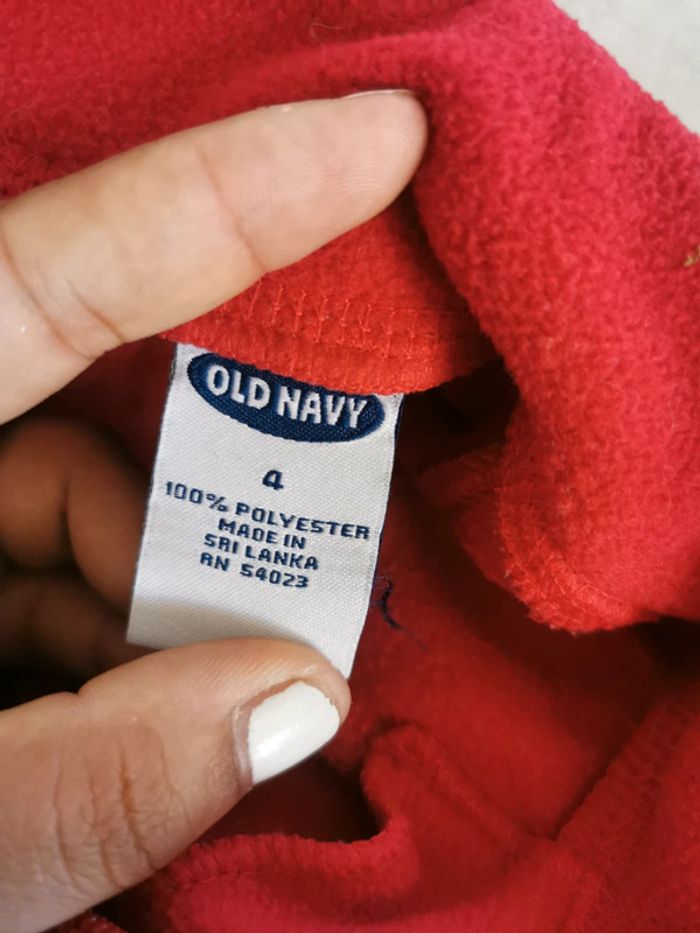 OLD NAVY
4
100% POLYESTER
MADE IN
SRI LANKA
RN 54023